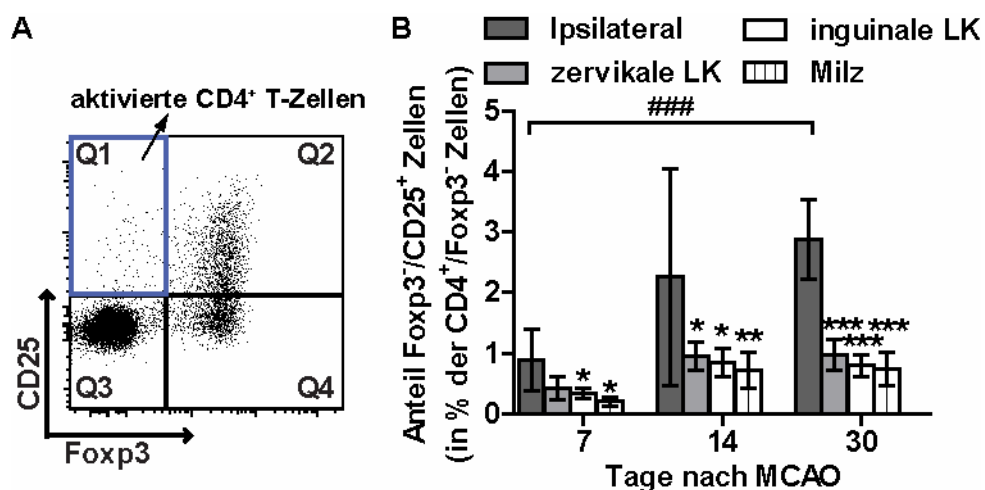 A
aktivierte CD4⁺ T-Zellen
Q1
Q2
Q3
Q4
CD25
Foxp3
B
Ipsilateral
inguinale LK
zervikale LK
Milz
Anteil Foxp3⁻/CD25⁺ Zellen
(in % der CD4⁺/Foxp3⁻ Zellen)
5
4
3
2
1
0
###
* *
* * **
*** ***
***
7 14 30
Tage nach MCAO